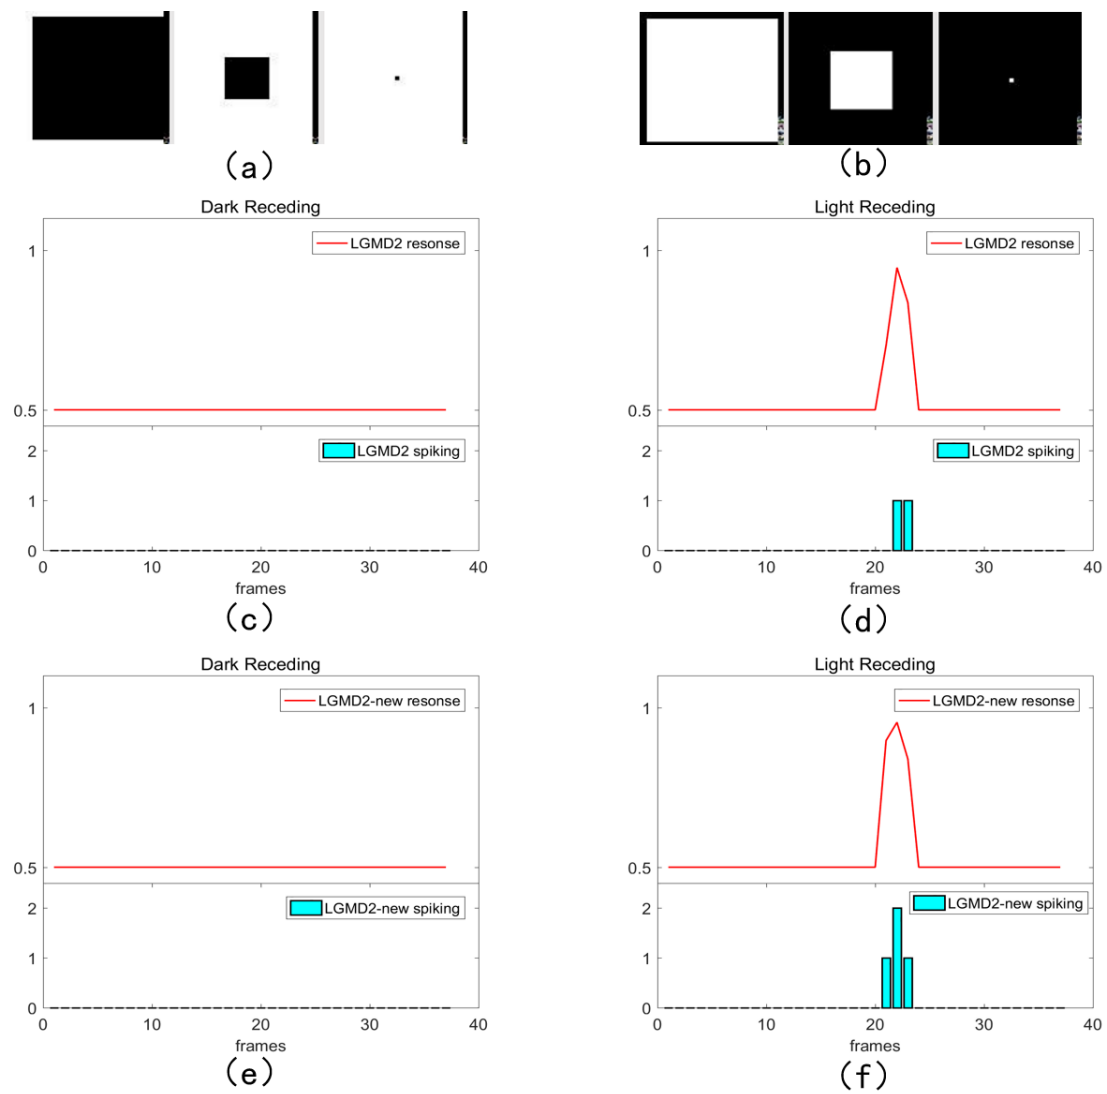 (a)
(b)
Dark Receding
LGMD2 resonse
1
0.5
LGMD2 spiking
2
1
0
0 10 20 30 40
frames
(c)
Light Receding
LGMD2 resonse
1
0.5
LGMD2 spiking
2
1
0
0 10 20 30 40
frames
(d)
Dark Receding
LGMD2-new resonse
1
0.5
LGMD2-new spiking
2
1
0
0 10 20 30 40
frames
(e)
Light Receding
LGMD2-new resonse
1
0.5
LGMD2-new spiking
2
1
0
0 10 20 30 40
frames
(f)